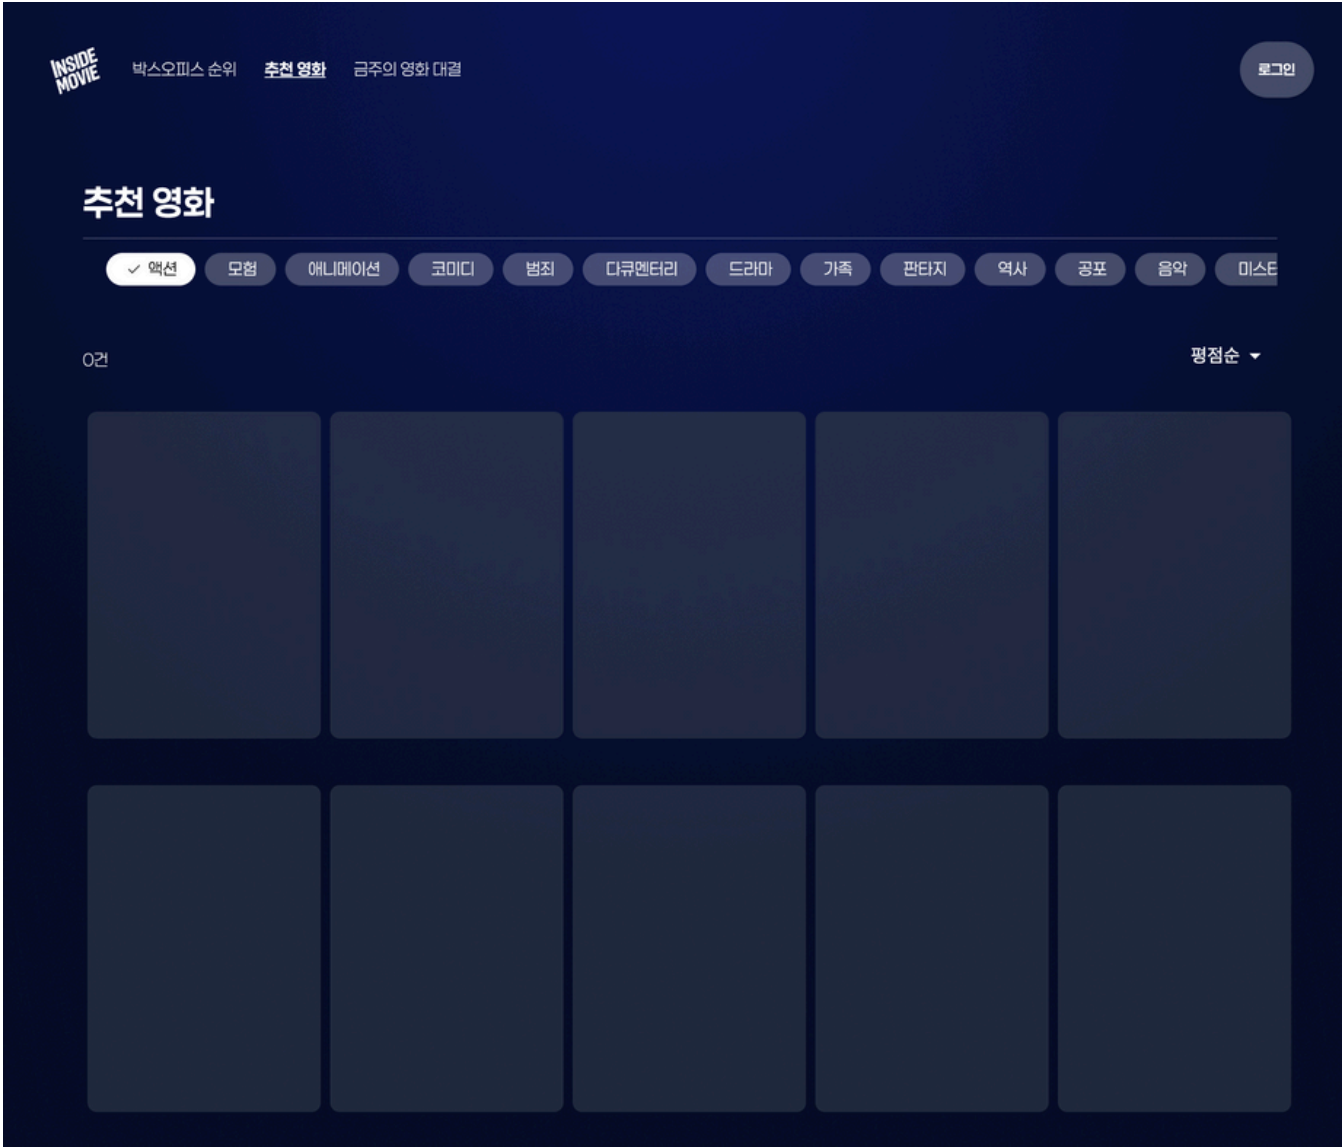 INSIDE
MOVIE
박스오피스 순위 추천 영화 금주의 영화 대결 로그인
추천 영화
액션 모험 애니메이션 코미디 범죄 다큐멘터리 드라마 가족 판타지 역사 공포 음악 미스
0건 평점순